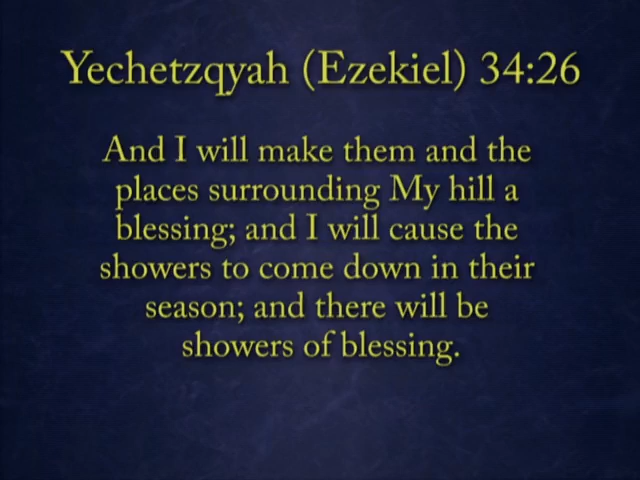 Yechetzqyah (Ezekiel) 34:26
And I will make them and the
places surrounding My hill a
blessing; and I will cause the
showers to come down in their
season; and there will be
showers of blessing.